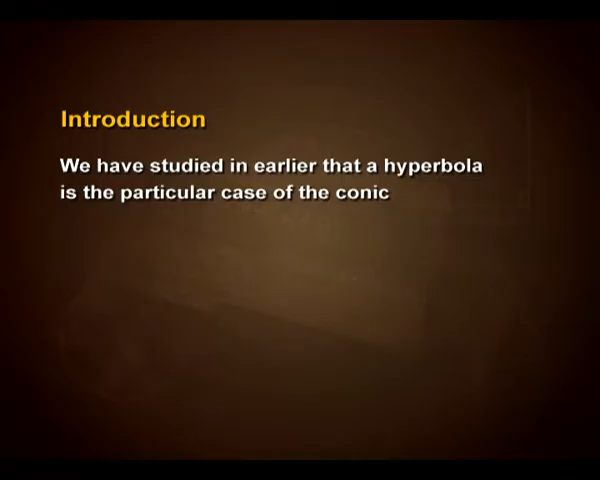 Introduction
We have studied in earlier that a hyperbola
is the particular case of the conic